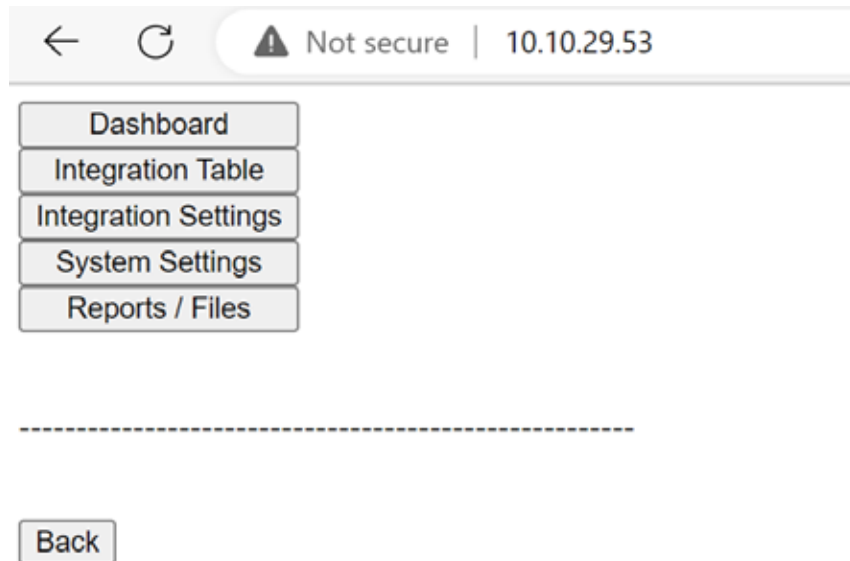 Not secure | 10.10.29.53
Dashboard
Integration Table
Integration Settings
System Settings
Reports / Files
------------------------------------------------------
Back